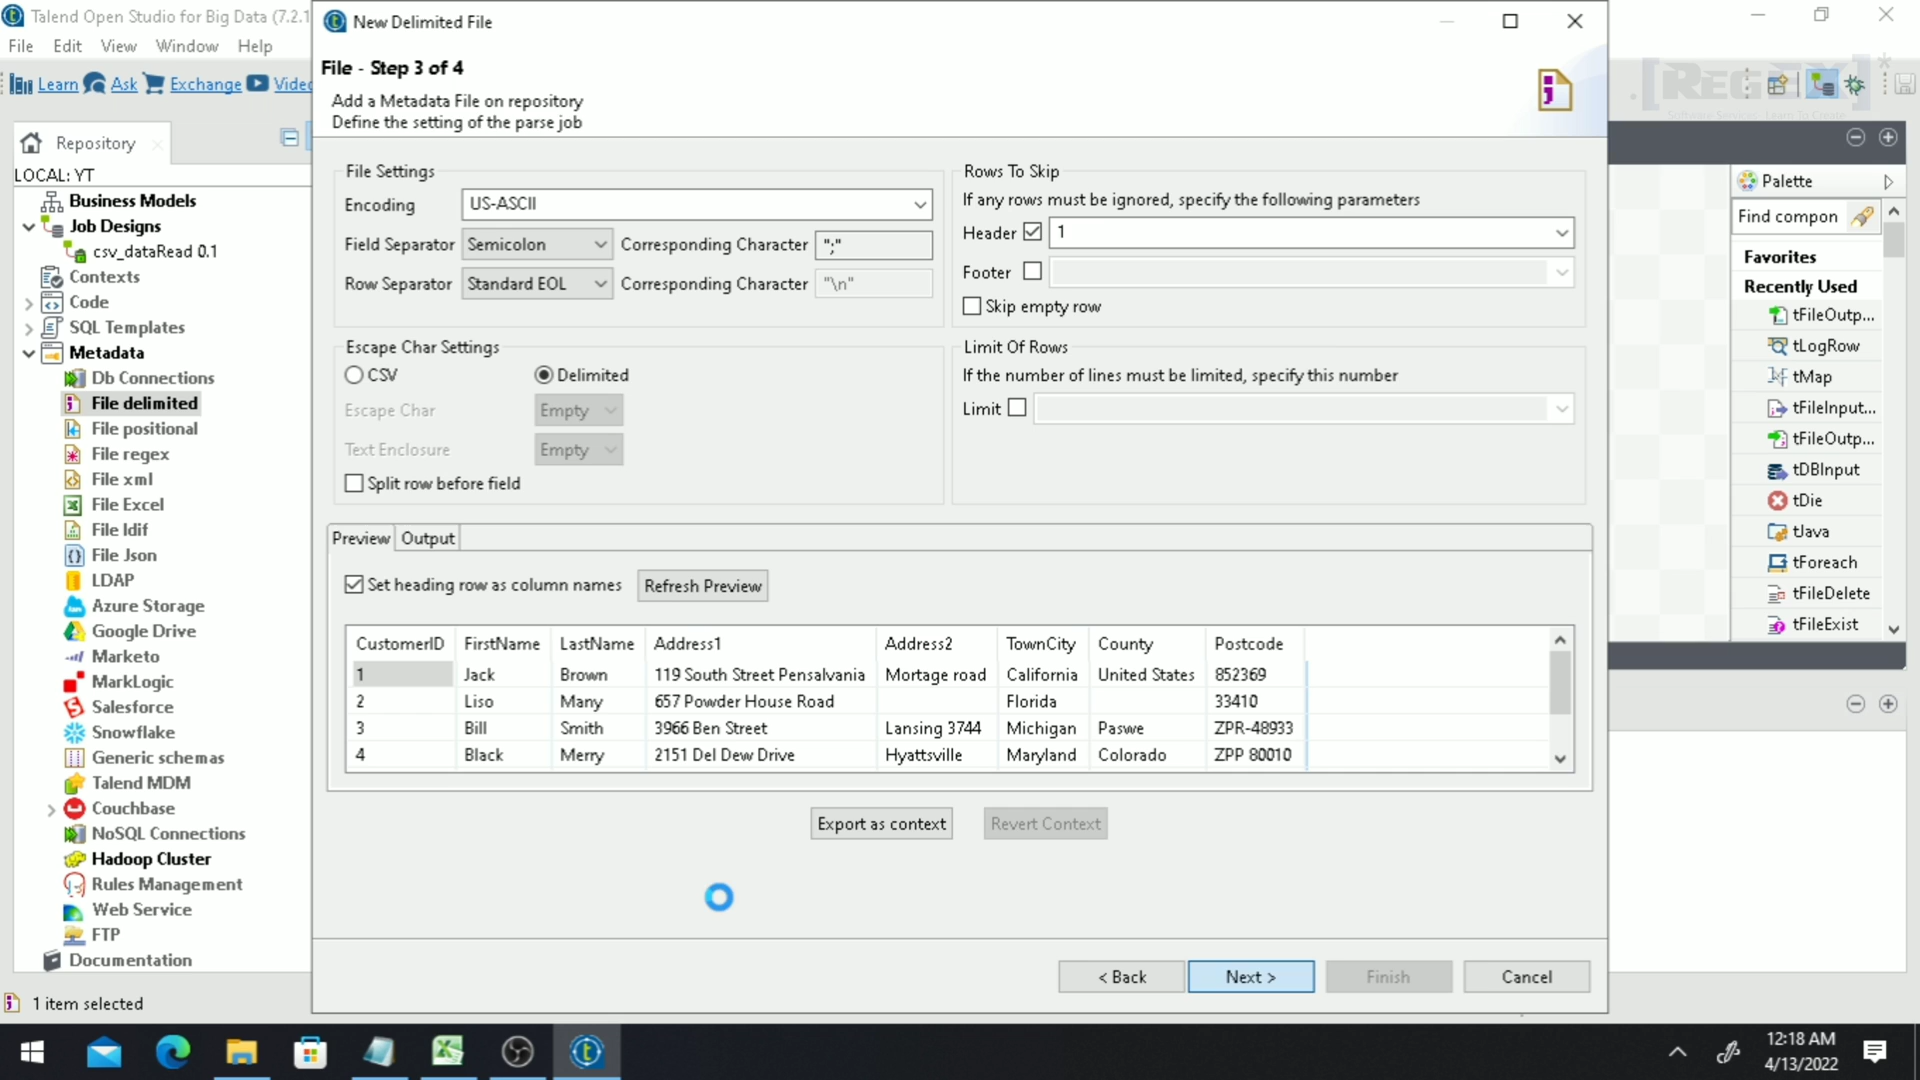 Talend Open Studio for Big Data (7.2.1
File Edit View Window Help
Learn Ask Exchange Video
Repository
LOCAL: YT
Business Models
Job Designs
csv_dataRead 0.1
Contexts
Code
SQL Templates
Metadata
Db Connections
File delimited
File positional
File regex
File xml
File Excel
File ldif
File Json
LDAP
Azure Storage
Google Drive
Marketo
MarkLogic
Salesforce
Snowflake
Generic schemas
Talend MDM
Couchbase
NoSQL Connections
Hadoop Cluster
Rules Management
Web Service
FTP
Documentation
1 item selected
New Delimited File
File - Step 3 of 4
Add a Metadata File on repository
Define the setting of the parse job
File Settings
Encoding US-ASCII
Field Separator Semicolon Corresponding Character ";"
Row Separator Standard EOL Corresponding Character "\n"
Rows To Skip
If any rows must be ignored, specify the following parameters
Header 1
Footer
Skip empty row
Escape Char Settings
CSV Delimited
Escape Char Empty
Text Enclosure Empty
Split row before field
Limit Of Rows
If the number of lines must be limited, specify this number
Limit
Preview Output
Set heading row as column names Refresh Preview
CustomerID FirstName LastName Address1 Address2 TownCity County Postcode
1 Jack Brown 119 South Street Pensalvania Mortage road California United States 852369
2 Liso Many 657 Powder House Road Florida 33410
3 Bill Smith 3966 Ben Street Lansing 3744 Michigan Paswe ZPR-48933
4 Black Merry 2151 Del Dew Drive Hyattsville Maryland Colorado ZPP 80010
Export as context Revert Context
< Back Next > Finish Cancel
.[RegEX]*
Software Services - Learn To Create
Palette
Find compon
Favorites
Recently Used
tFileOutp...
tLogRow
tMap
tFileInput...
tFileOutp...
tDBInput
tDie
tJava
tForeach
tFileDelete
tFileExist
12:18 AM
4/13/2022